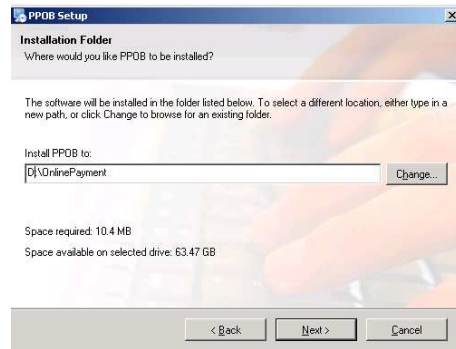 PPOB Setup
Installation Folder
Where would you like PPOB to be installed?
The software will be installed in the folder listed below. To select a different location, either type in a
new path, or click Change to browse for an existing folder.
Install PPOB to:
D:\OnlinePayment
Change...
Space required: 10.4 MB
Space available on selected drive: 63.47 GB
< Back
Next >
Cancel